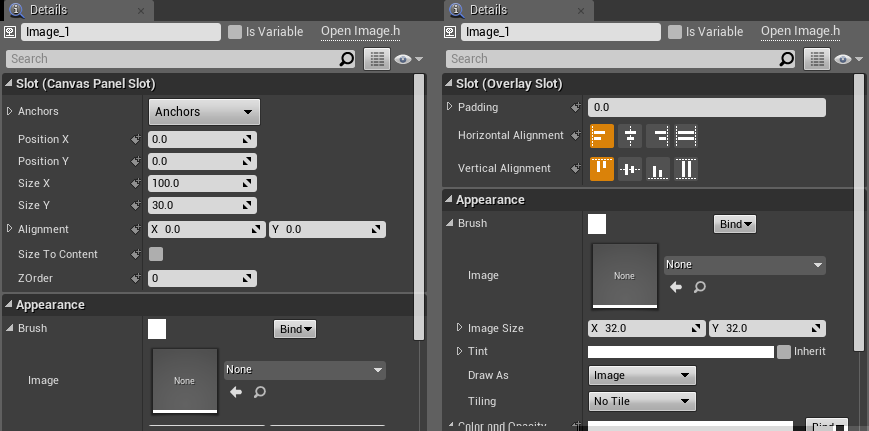 Details
Image_1
Is Variable
Open Image.h
Search
Slot (Canvas Panel Slot)
Anchors
Anchors
Position X
0.0
Position Y
0.0
Size X
100.0
Size Y
30.0
Alignment
X 0.0
Y 0.0
Size To Content
ZOrder
0
Appearance
Brush
Bind
Image
None
None
Details
Image_1
Is Variable
Open Image.h
Search
Slot (Overlay Slot)
Padding
0.0
Horizontal Alignment
Vertical Alignment
Appearance
Brush
Bind
Image
None
None
Image Size
X 32.0
Y 32.0
Tint
Inherit
Draw As
Image
Tiling
No Tile
Color and Opacity
Bind